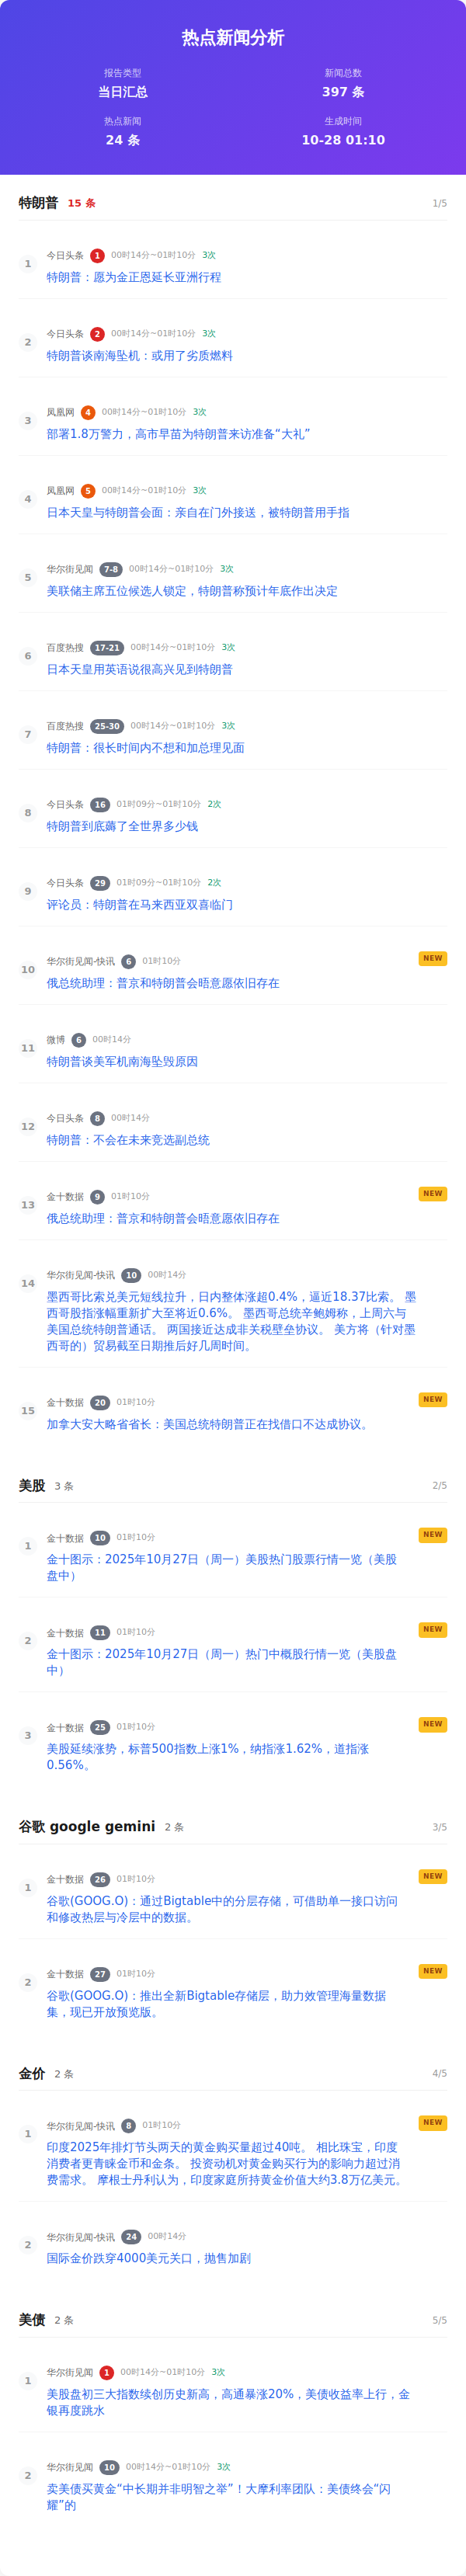 热点新闻分析
报告类型
当日汇总
新闻总数
397 条
热点新闻
24 条
生成时间
10-28 01:10
特朗普 15 条 1/5
1
今日头条 1 00时14分~01时10分 3次
特朗普：愿为金正恩延长亚洲行程
2
今日头条 2 00时14分~01时10分 3次
特朗普谈南海坠机：或用了劣质燃料
3
凤凰网 4 00时14分~01时10分 3次
部署1.8万警力，高市早苗为特朗普来访准备“大礼”
4
凤凰网 5 00时14分~01时10分 3次
日本天皇与特朗普会面：亲自在门外接送，被特朗普用手指
5
华尔街见闻 7-8 00时14分~01时10分 3次
美联储主席五位候选人锁定，特朗普称预计年底作出决定
6
百度热搜 17-21 00时14分~01时10分 3次
日本天皇用英语说很高兴见到特朗普
7
百度热搜 25-30 00时14分~01时10分 3次
特朗普：很长时间内不想和加总理见面
8
今日头条 16 01时09分~01时10分 2次
特朗普到底薅了全世界多少钱
9
今日头条 29 01时09分~01时10分 2次
评论员：特朗普在马来西亚双喜临门
10
华尔街见闻-快讯 6 01时10分 NEW
俄总统助理：普京和特朗普会晤意愿依旧存在
11
微博 6 00时14分
特朗普谈美军机南海坠毁原因
12
今日头条 8 00时14分
特朗普：不会在未来竞选副总统
13
金十数据 9 01时10分 NEW
俄总统助理：普京和特朗普会晤意愿依旧存在
14
华尔街见闻-快讯 10 00时14分
墨西哥比索兑美元短线拉升，日内整体涨超0.4%，逼近18.37比索。 墨
西哥股指涨幅重新扩大至将近0.6%。 墨西哥总统辛鲍姆称，上周六与
美国总统特朗普通话。 两国接近达成非关税壁垒协议。 美方将（针对墨
西哥的）贸易截至日期推后好几周时间。
15
金十数据 20 01时10分 NEW
加拿大安大略省省长：美国总统特朗普正在找借口不达成协议。
美股 3 条 2/5
1
金十数据 10 01时10分 NEW
金十图示：2025年10月27日（周一）美股热门股票行情一览（美股
盘中）
2
金十数据 11 01时10分 NEW
金十图示：2025年10月27日（周一）热门中概股行情一览（美股盘
中）
3
金十数据 25 01时10分 NEW
美股延续涨势，标普500指数上涨1%，纳指涨1.62%，道指涨
0.56%。
谷歌 google gemini 2 条 3/5
1
金十数据 26 01时10分 NEW
谷歌(GOOG.O)：通过Bigtable中的分层存储，可借助单一接口访问
和修改热层与冷层中的数据。
2
金十数据 27 01时10分 NEW
谷歌(GOOG.O)：推出全新Bigtable存储层，助力效管理海量数据
集，现已开放预览版。
金价 2 条 4/5
1
华尔街见闻-快讯 8 01时10分 NEW
印度2025年排灯节头两天的黄金购买量超过40吨。 相比珠宝，印度
消费者更青睐金币和金条。 投资动机对黄金购买行为的影响力超过消
费需求。 摩根士丹利认为，印度家庭所持黄金价值大约3.8万亿美元。
2
华尔街见闻-快讯 24 00时14分
国际金价跌穿4000美元关口，抛售加剧
美债 2 条 5/5
1
华尔街见闻 1 00时14分~01时10分 3次
美股盘初三大指数续创历史新高，高通暴涨20%，美债收益率上行，金
银再度跳水
2
华尔街见闻 10 00时14分~01时10分 3次
卖美债买黄金“中长期并非明智之举”！大摩利率团队：美债终会“闪
耀”的